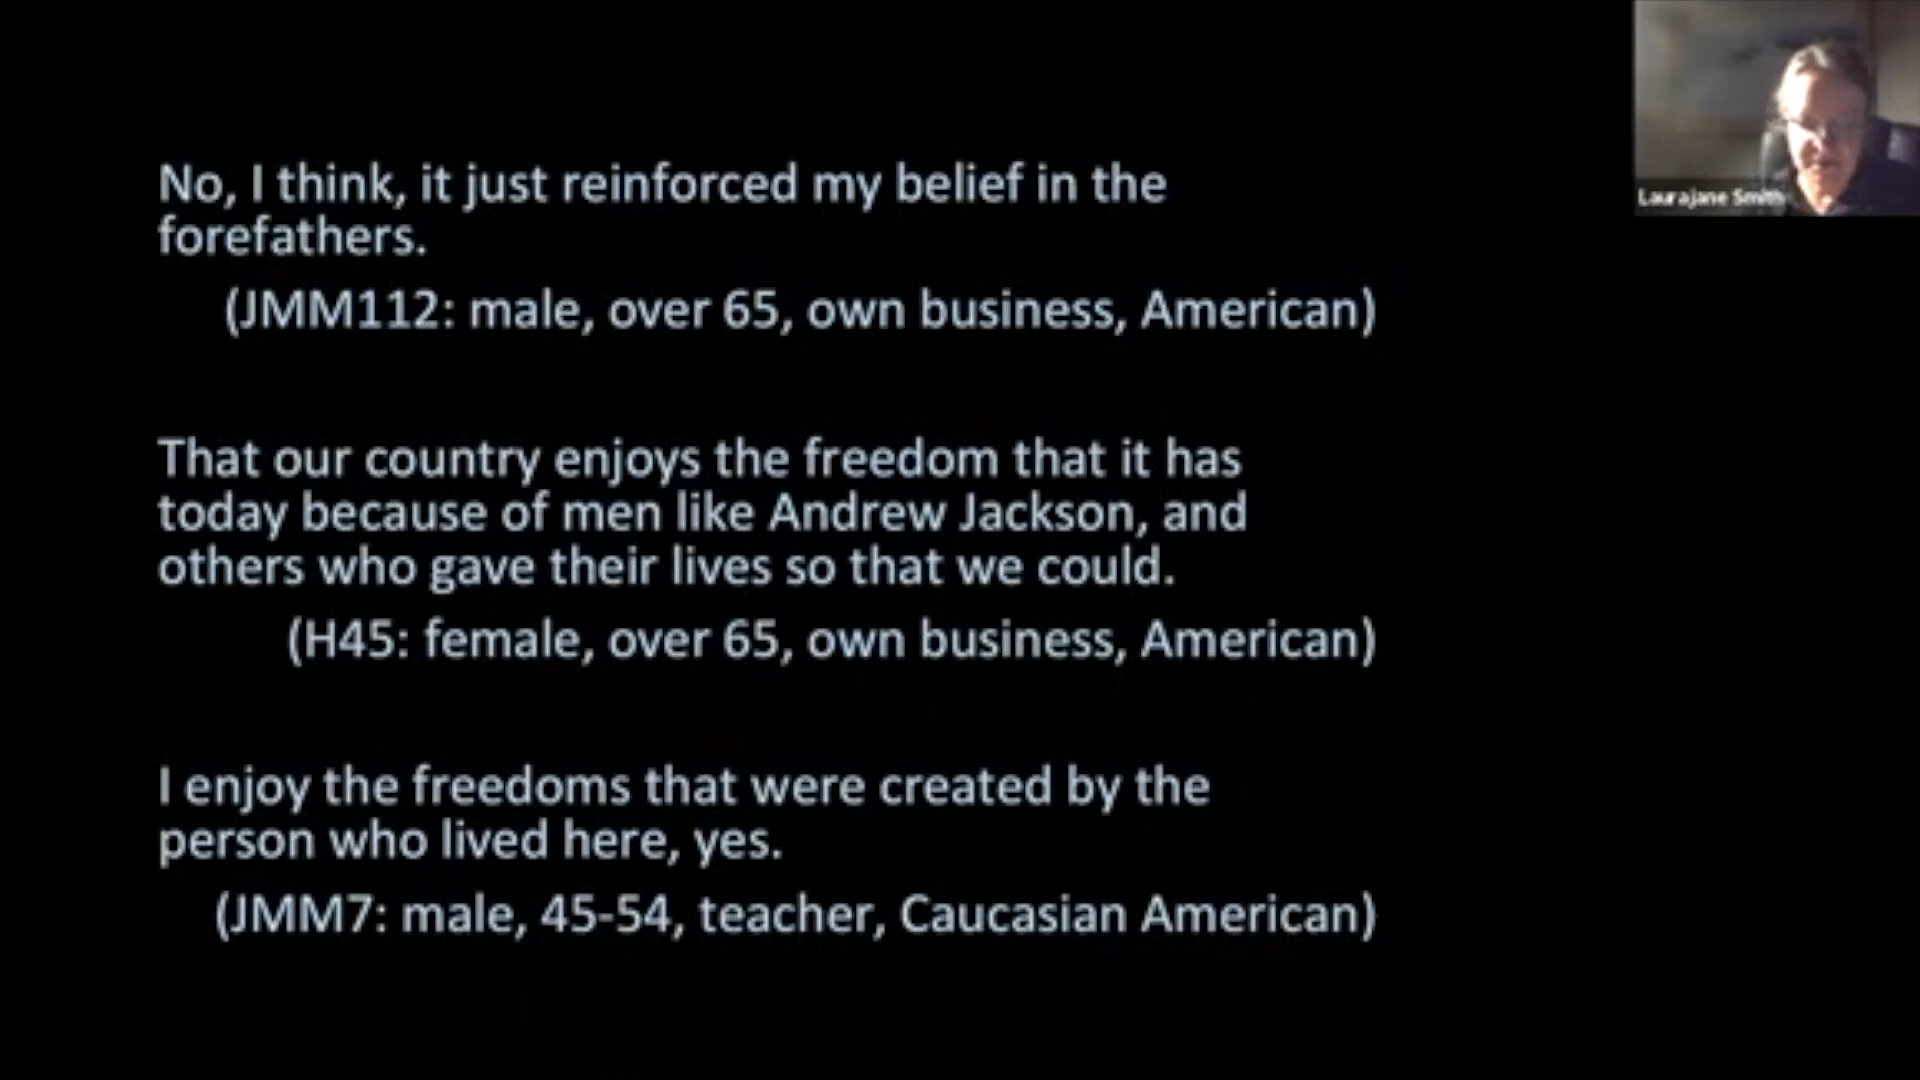 No, I think, it just reinforced my belief in the
forefathers.
(JMM112: male, over 65, own business, American)
That our country enjoys the freedom that it has
today because of men like Andrew Jackson, and
others who gave their lives so that we could.
(H45: female, over 65, own business, American)
I enjoy the freedoms that were created by the
person who lived here, yes.
(JMM7: male, 45-54, teacher, Caucasian American)
Laurajane Smith